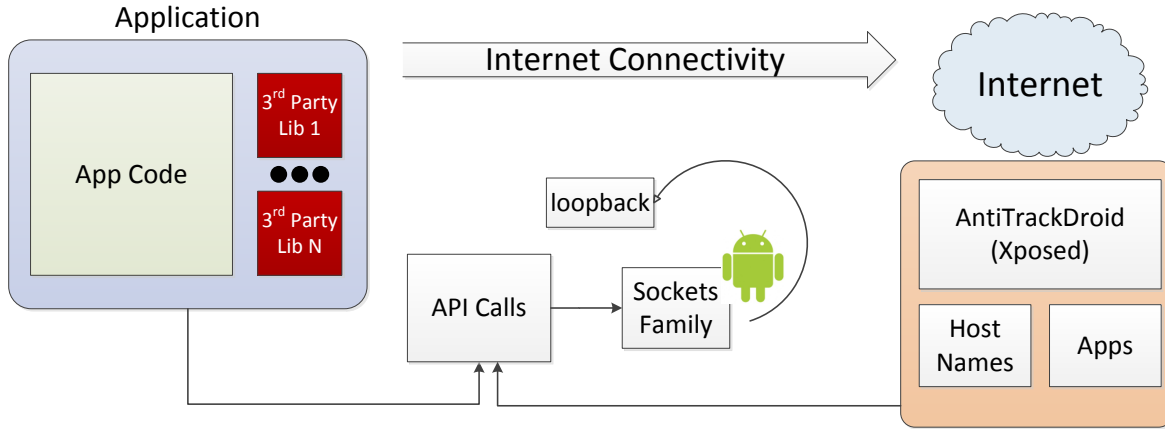 Application
Internet Connectivity
Internet
App Code
3rd Party
Lib 1
3rd Party
Lib N
loopback
API Calls
Sockets
Family
AntiTrackDroid
(Xposed)
Host
Names
Apps